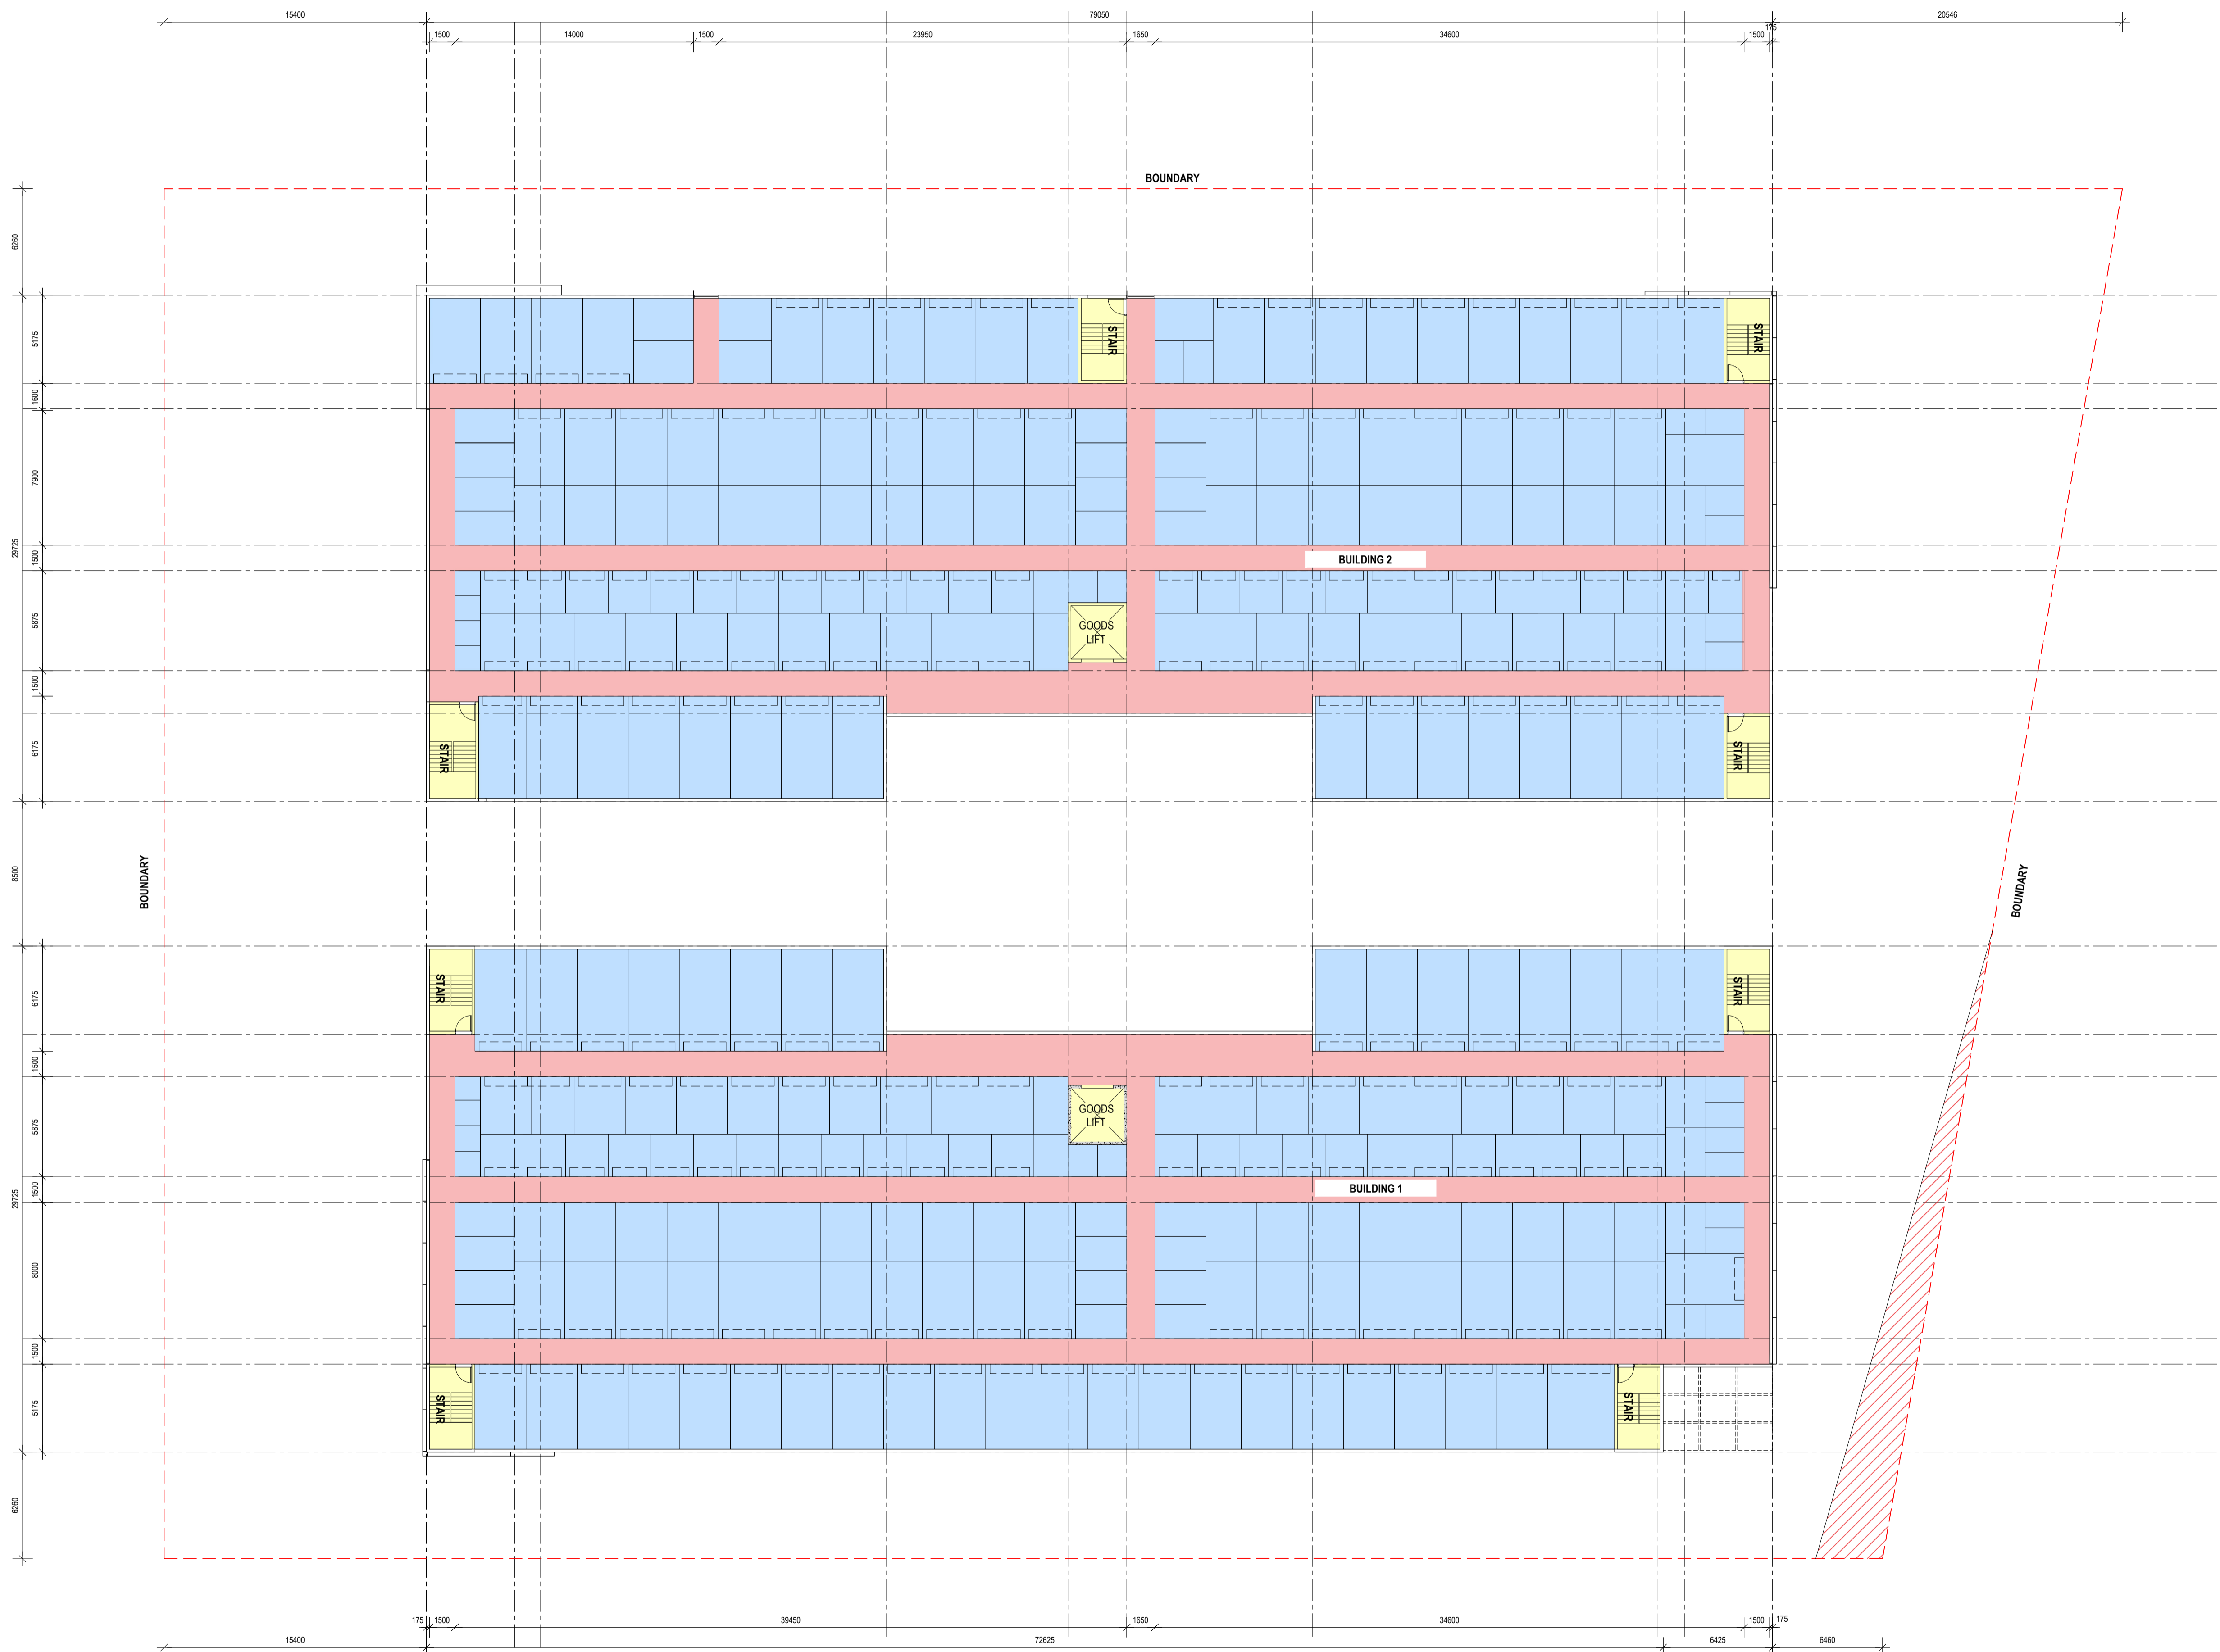 15400
79050
20546
1500
14000
1500
23950
1650
34600
1500
175
BOUNDARY
6260
5175
1600
7900
29725
1500
5875
1500
6175
8500
6175
1500
5875
1500
29725
8000
1500
5175
6260
STAIR
STAIR
BUILDING 2
GOODS
LIFT
STAIR
STAIR
BOUNDARY
BOUNDARY
STAIR
STAIR
GOODS
LIFT
BUILDING 1
STAIR
STAIR
175
1500
39450
1650
34600
1500
175
15400
72625
6425
6460